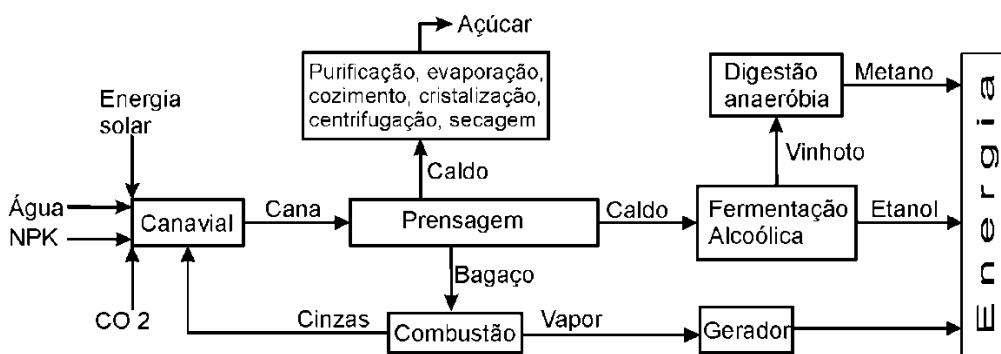 Açúcar
Purificação, evaporação,
cozimento, cristalização,
centrifugação, secagem
Digestão
anaeróbia
Metano
Energia
solar
Caldo
Vinhoto
Água
NPK
Canavial
Cana
Prensagem
Caldo
Fermentação
Alcoólica
Etanol
Bagaço
CO 2
Cinzas
Combustão
Vapor
Gerador
Energia